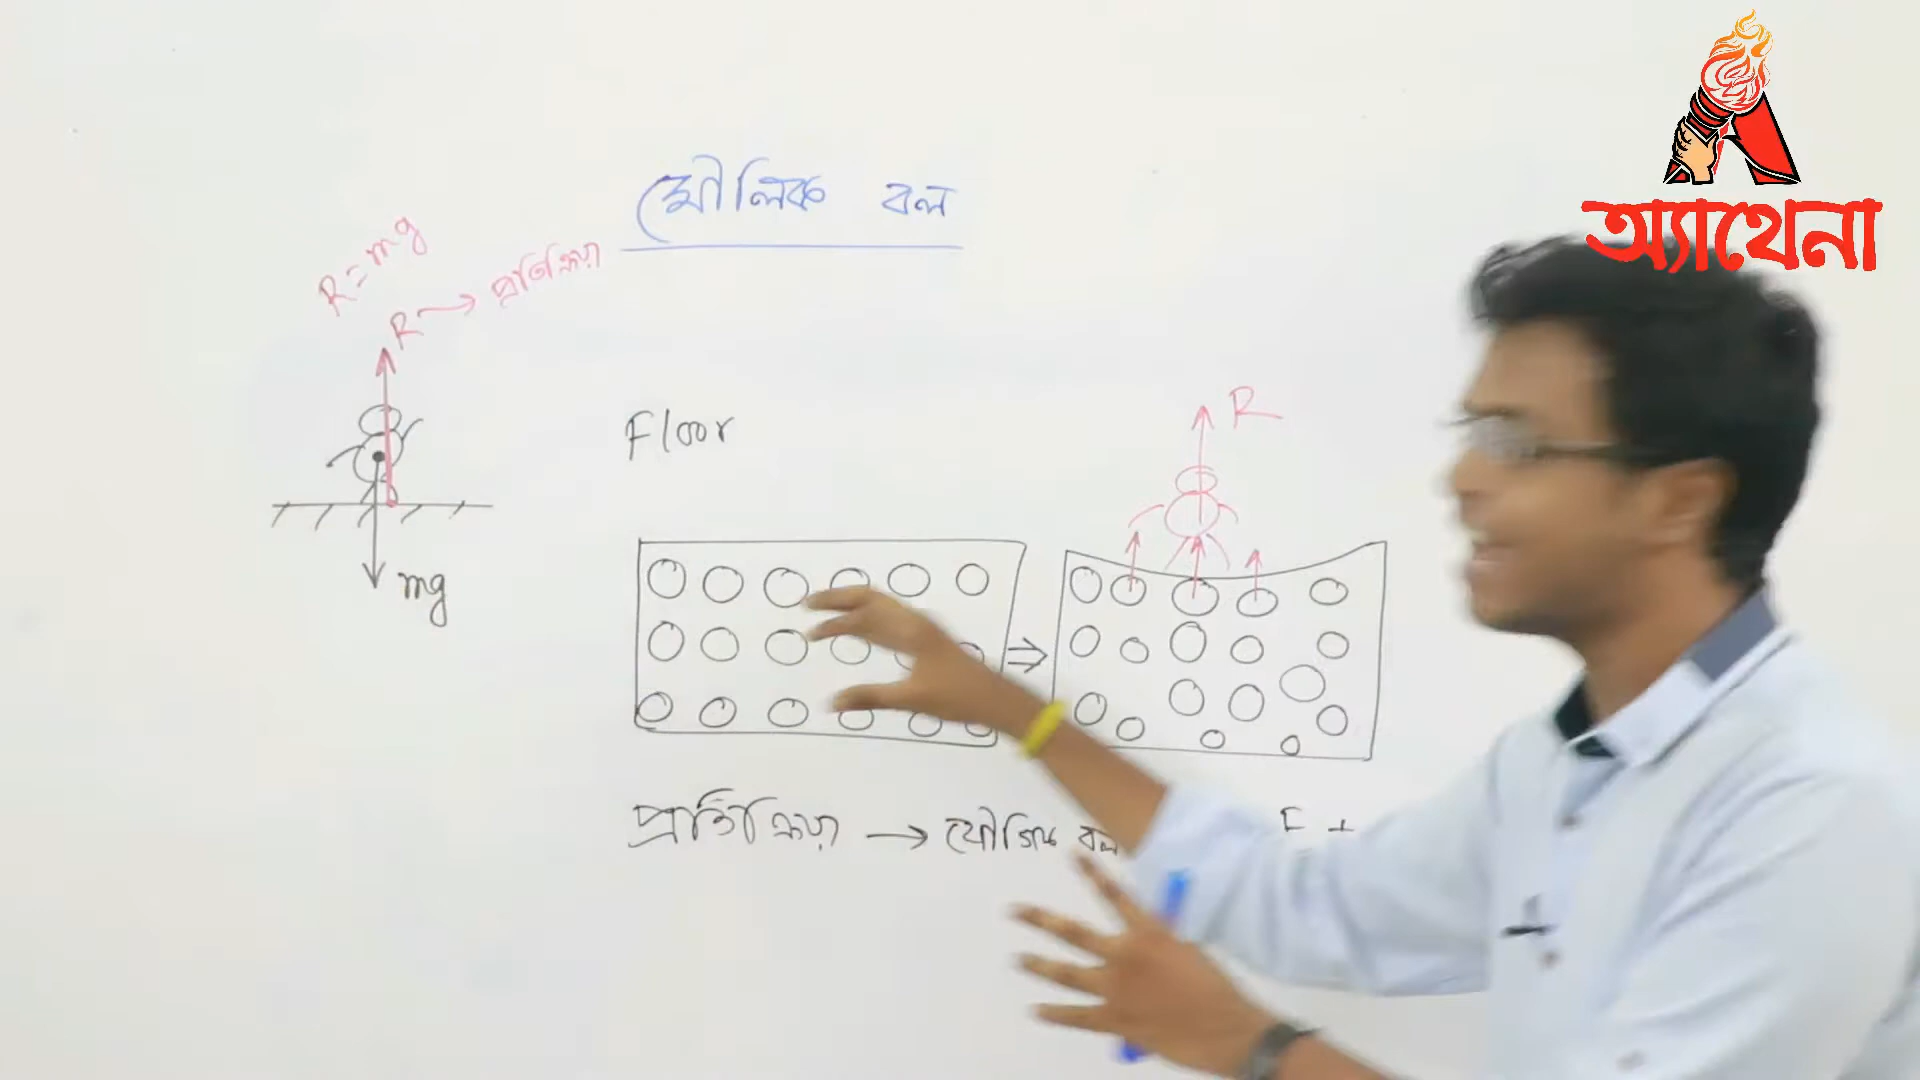 অ্যাথেনা
মৌলিক বল
R = mg
R → প্রতিক্রিয়া
mg
Floor
R
⇒
প্রতিক্রিয়া → যৌগিক বল